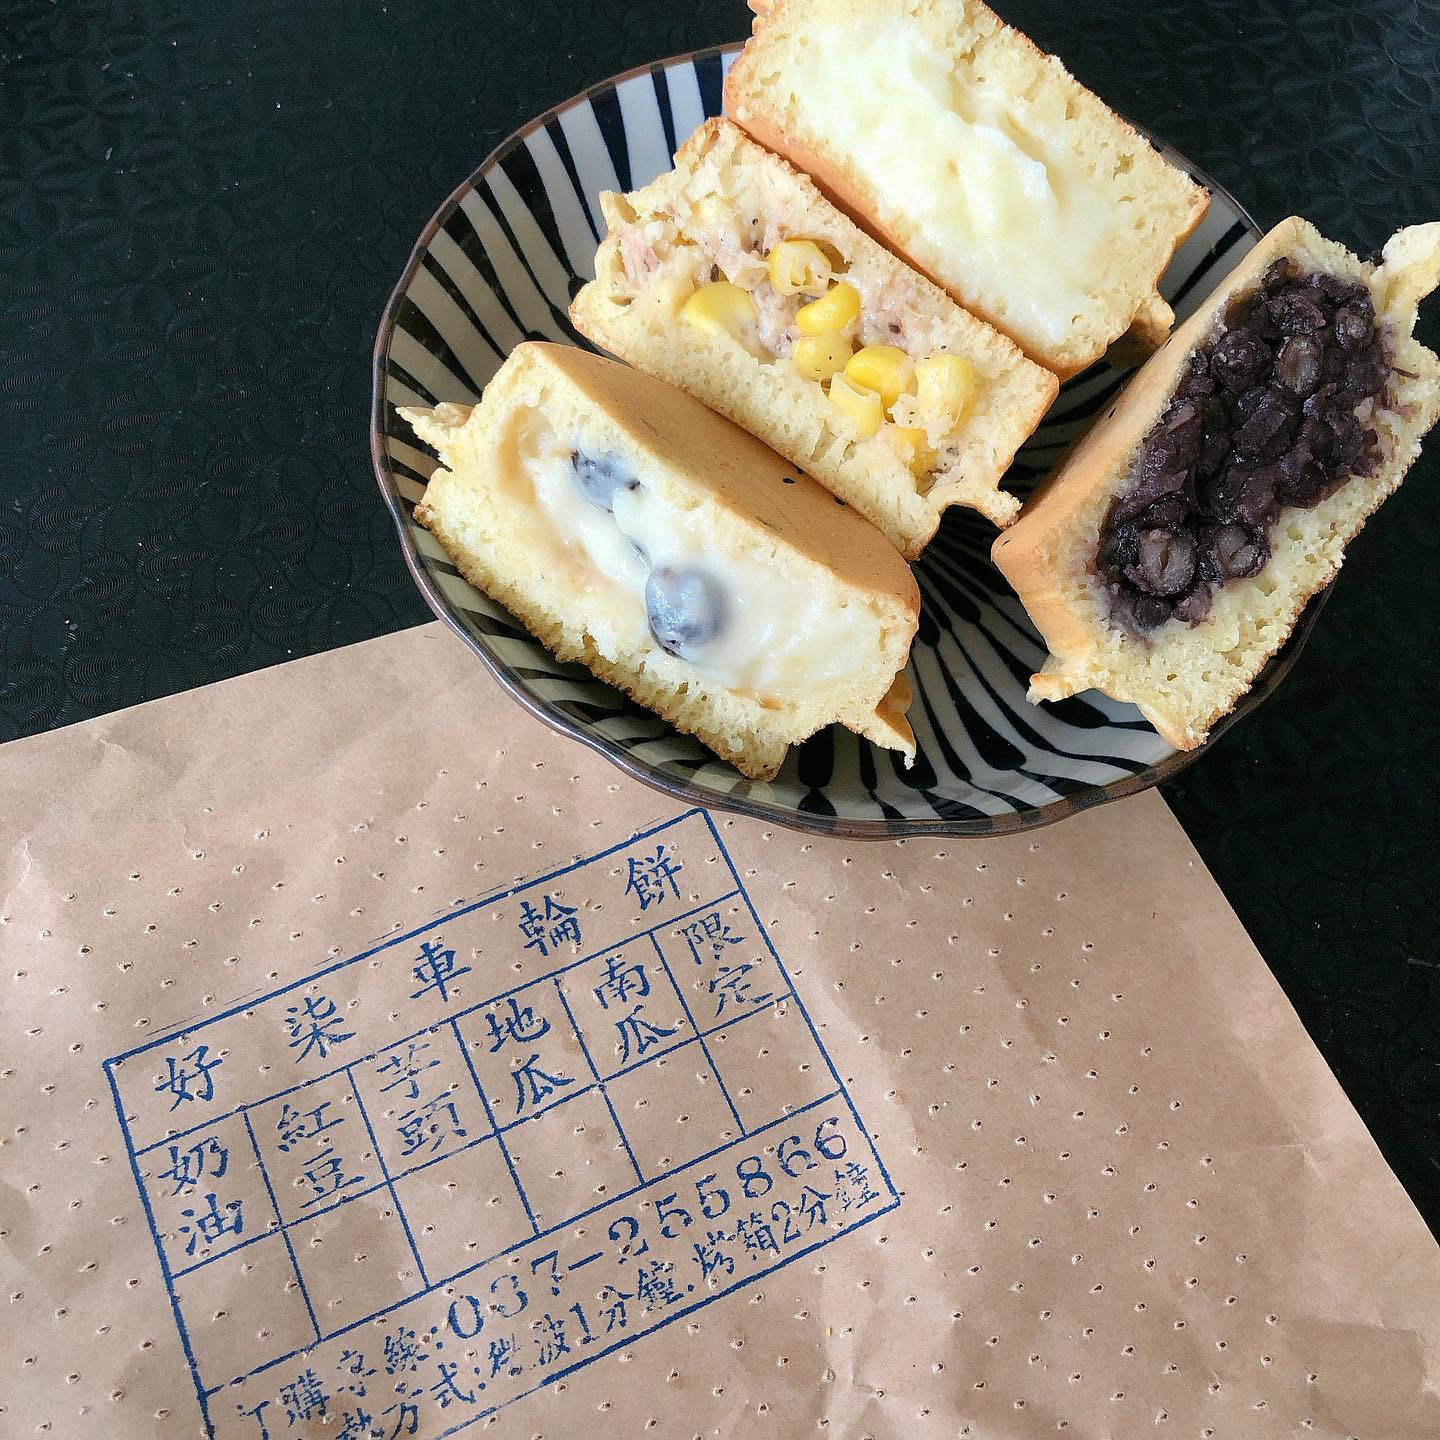 好柒車輪餅
奶油 紅豆 芋頭 地瓜 南瓜 限定
訂購專線:037-255866
加熱方式:微波1分鐘.烤箱2分鐘